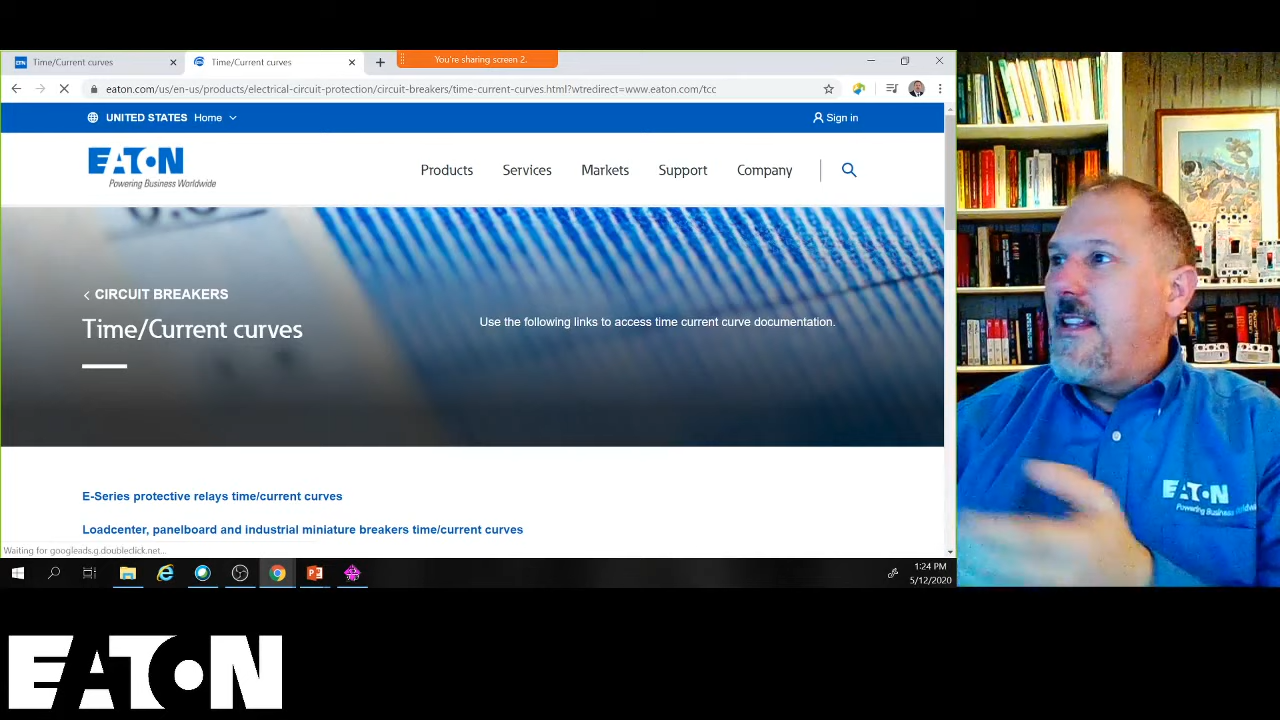 Time/Current curves
Time/Current curves
You're sharing screen 2.
eaton.com/us/en-us/products/electrical-circuit-protection/circuit-breakers/time-current-curves.html?wtredirect=www.eaton.com/tcc
UNITED STATES Home
Sign in
EATON
Powering Business Worldwide
Products
Services
Markets
Support
Company
< CIRCUIT BREAKERS
Time/Current curves
Use the following links to access time current curve documentation.
E-Series protective relays time/current curves
Loadcenter, panelboard and industrial miniature breakers time/current curves
Waiting for googleads.g.doubleclick.net...
1:24 PM
5/12/2020
EATON
Powering Business Worldwide
EATON